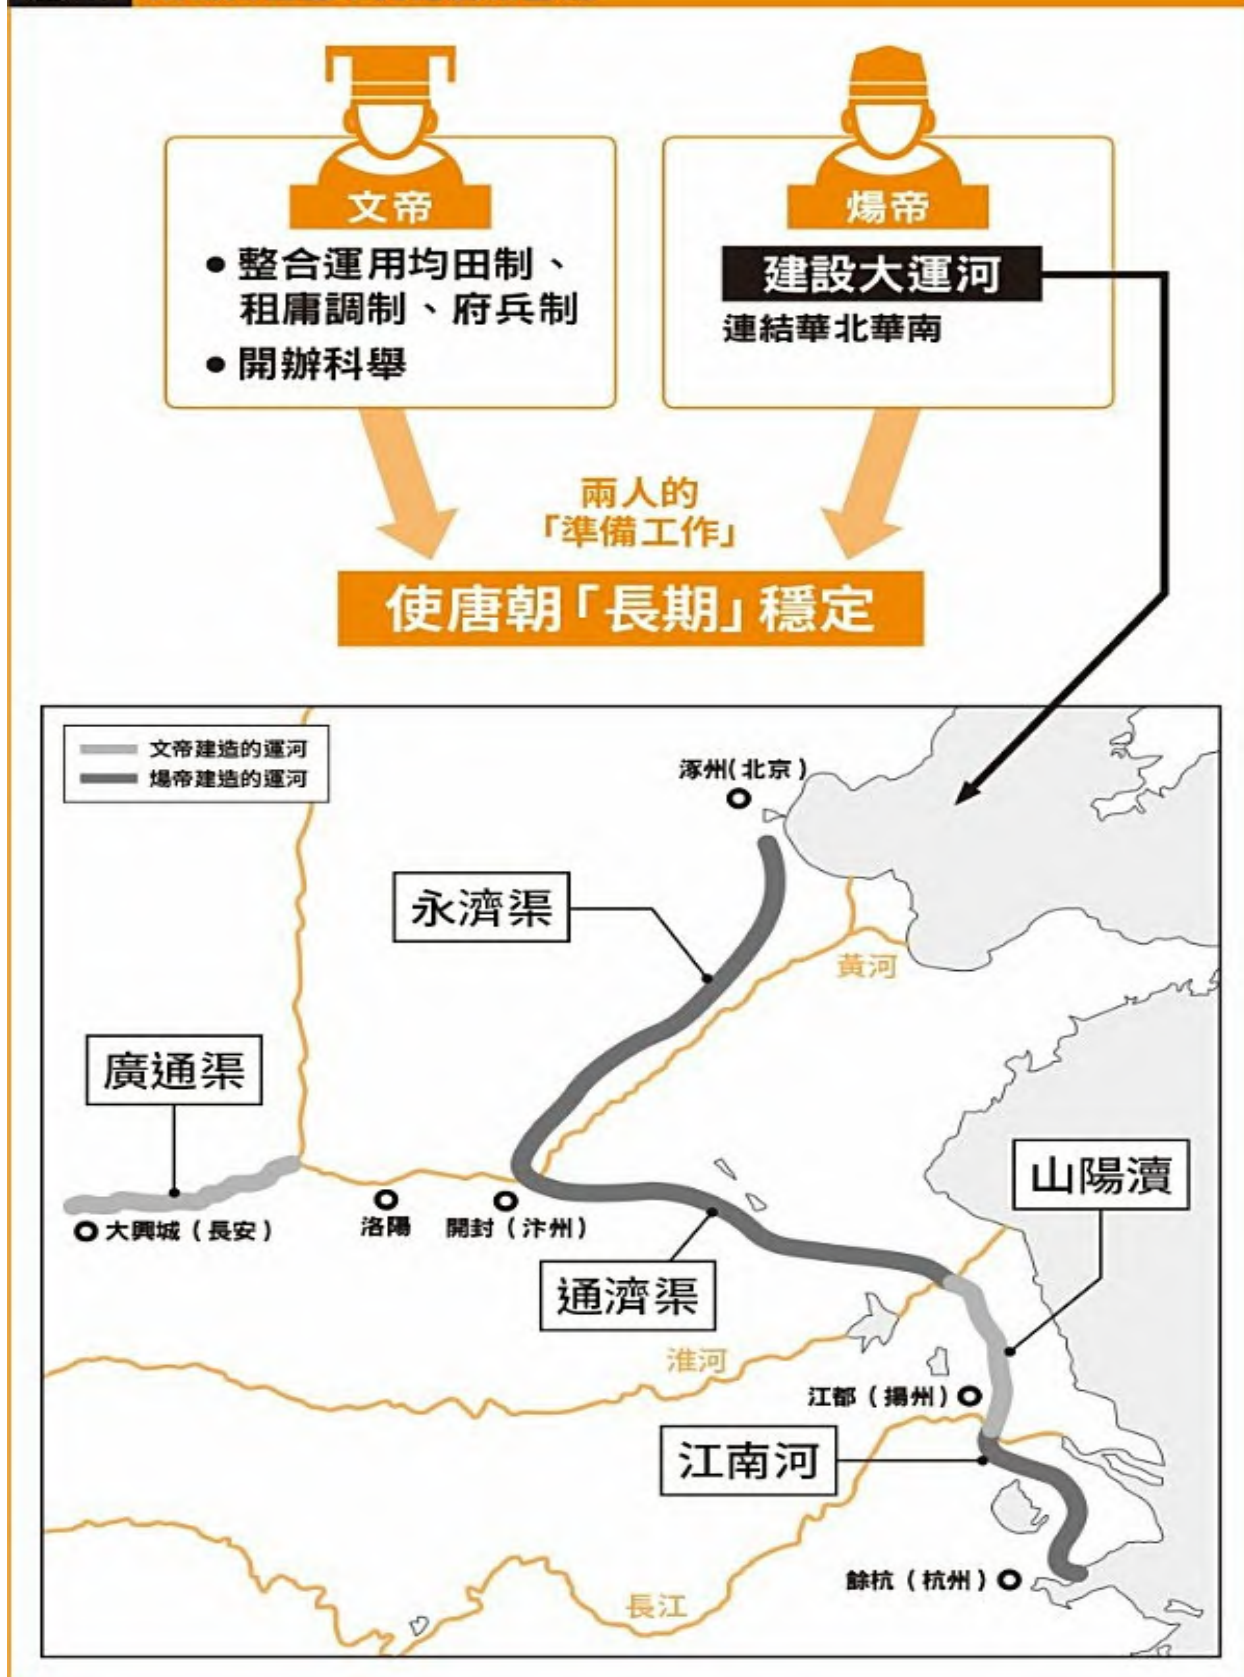 文帝
整合運用均田制、
租庸調制、府兵制
開辦科舉
煬帝
建設大運河
連結華北華南
兩人的
「準備工作」
使唐朝「長期」穩定
文帝建造的運河
煬帝建造的運河
涿州(北京)
永濟渠
黃河
廣通渠
山陽瀆
大興城(長安)
洛陽
開封(汴州)
通濟渠
淮河
江都(揚州)
江南河
餘杭(杭州)
長江